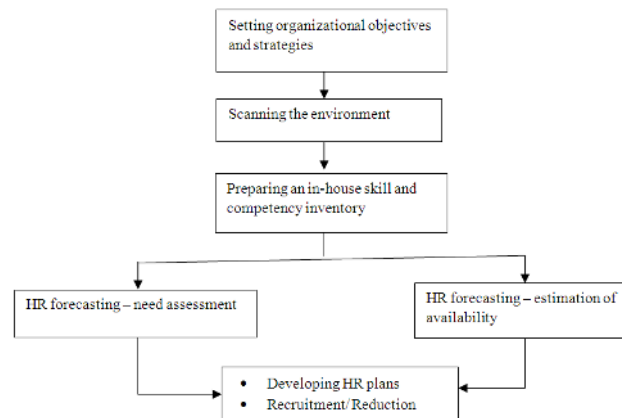 Setting organizational objectives
and strategies
Scanning the environment
Preparing an in-house skill and
competency inventory
HR forecasting – need assessment
HR forecasting – estimation of
availability
• Developing HR plans
• Recruitment/ Reduction